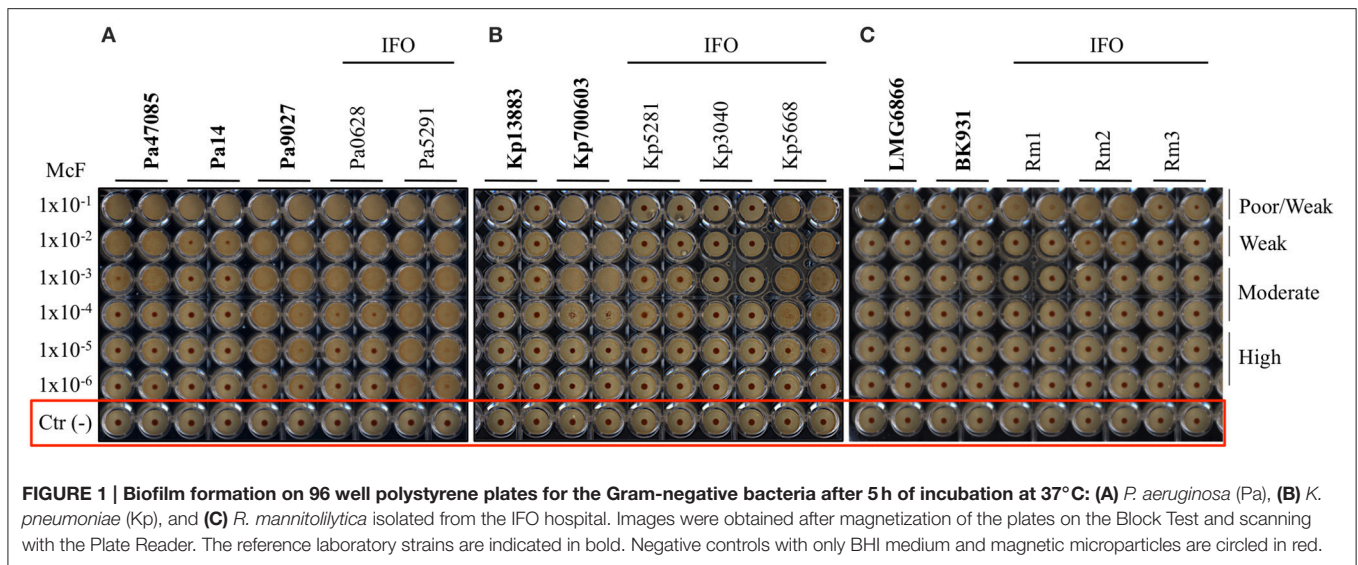 A
IFO
B
IFO
C
IFO
McF
Pa47085
Pa14
Pa9027
Pa0628
Pa5291
Kp13883
Kp700603
Kp5281
Kp3040
Kp5668
LMG6866
BK931
Rm1
Rm2
Rm3
1x10⁻¹
Poor/Weak
1x10⁻²
Weak
1x10⁻³
Moderate
1x10⁻⁴
1x10⁻⁵
High
1x10⁻⁶
Ctr (-)
FIGURE 1 | Biofilm formation on 96 well polystyrene plates for the Gram-negative bacteria after 5 h of incubation at 37°C: (A) P. aeruginosa (Pa), (B) K.
pneumoniae (Kp), and (C) R. mannitolilytica isolated from the IFO hospital. Images were obtained after magnetization of the plates on the Block Test and scanning
with the Plate Reader. The reference laboratory strains are indicated in bold. Negative controls with only BHI medium and magnetic microparticles are circled in red.